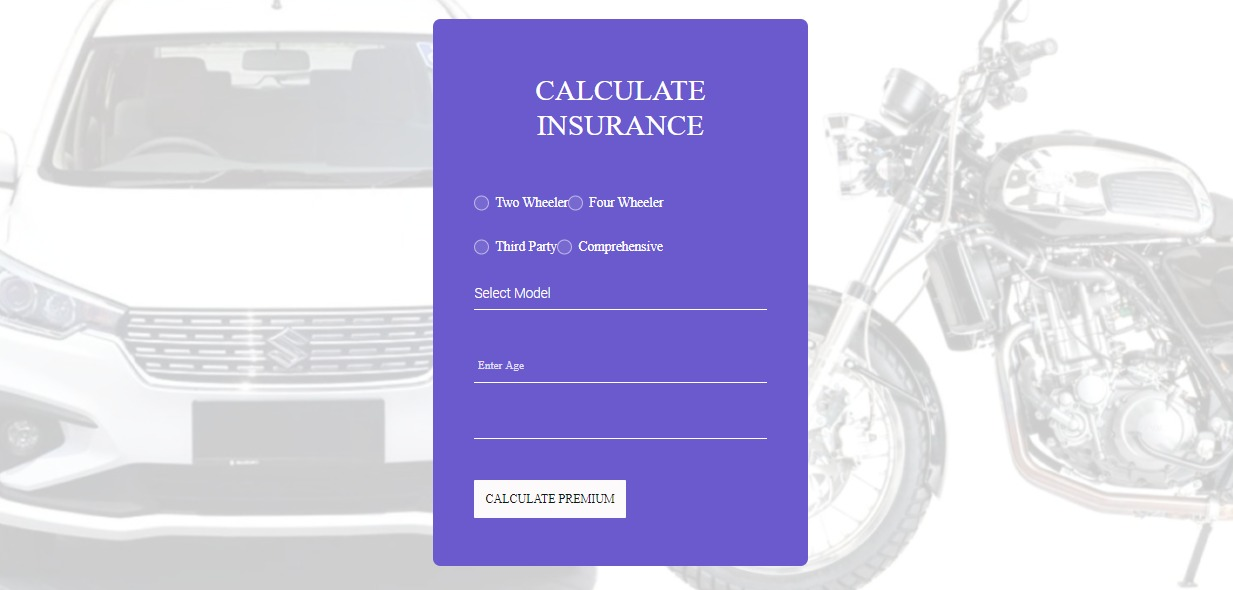 CALCULATE
INSURANCE
Two Wheeler Four Wheeler
Third Party Comprehensive
Select Model
Enter Age
CALCULATE PREMIUM